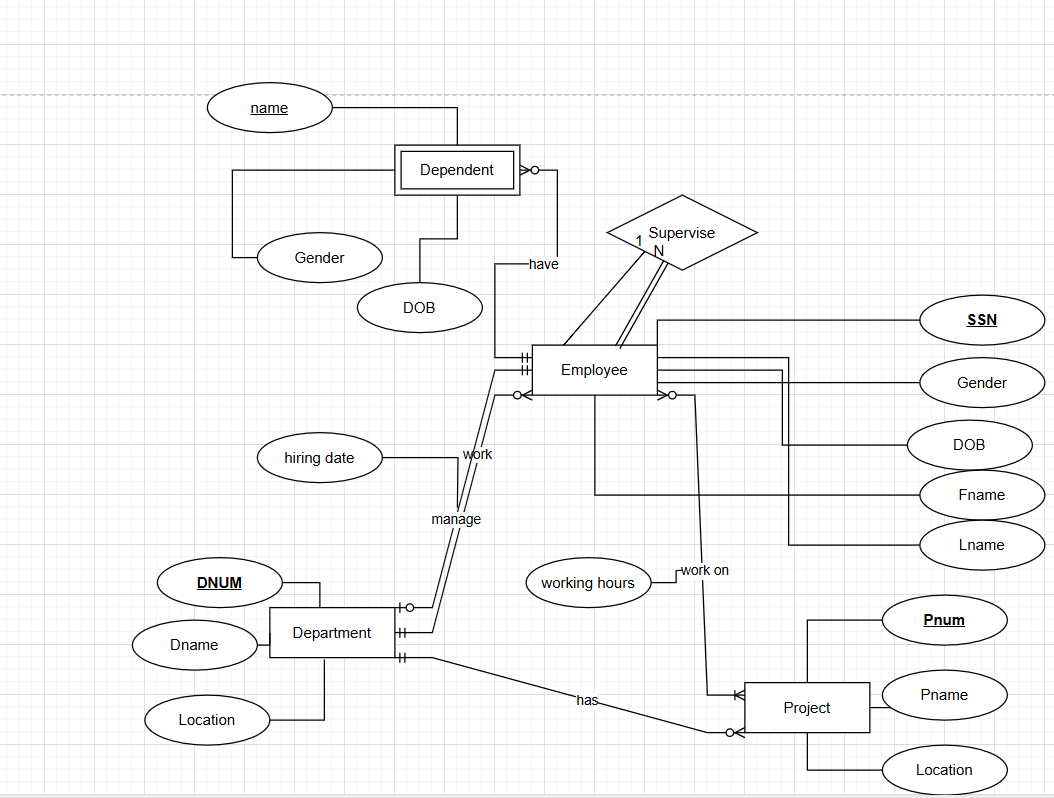 name
Dependent
Gender
DOB
have
1
Supervise
N
SSN
Employee
Gender
DOB
Fname
Lname
hiring date
work
manage
DNUM
working hours
work on
Department
Dname
Pnum
Location
has
Project
Pname
Location